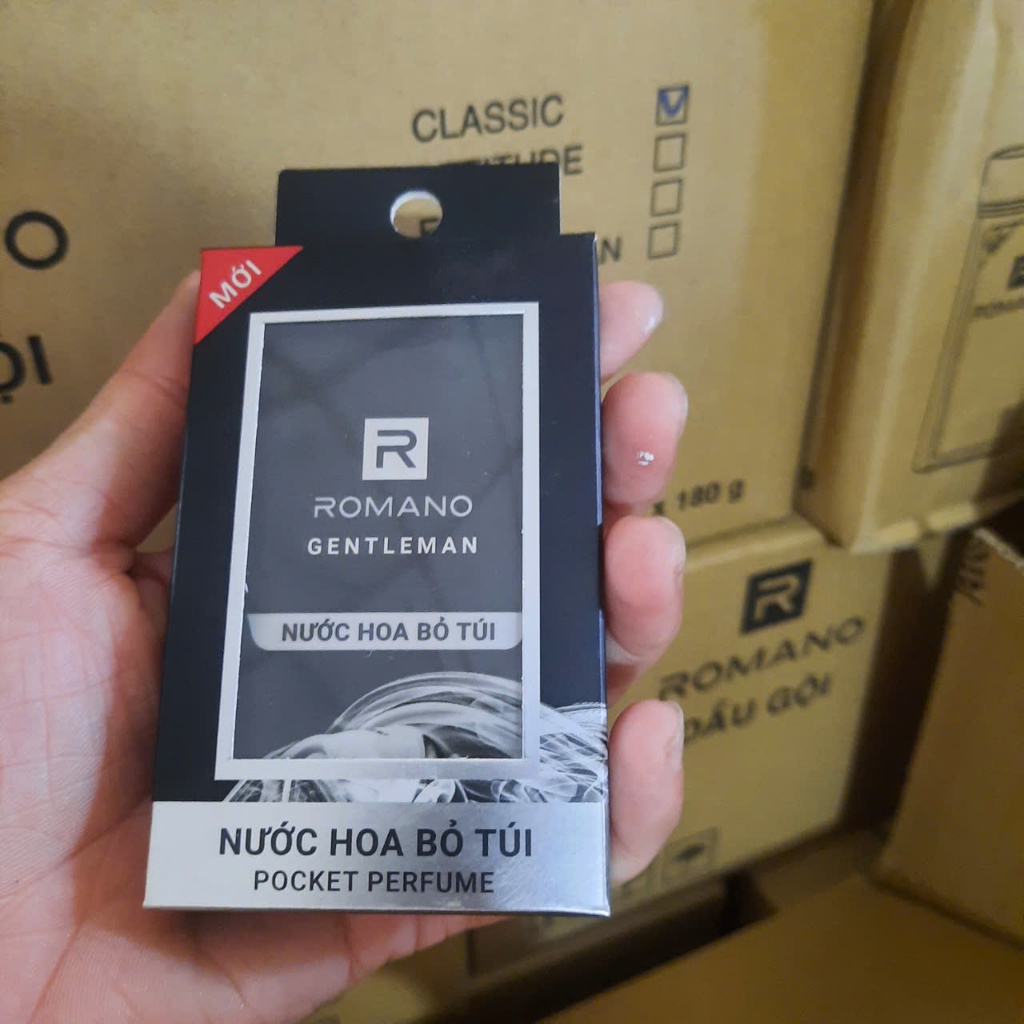 CLASSIC
MỚI
R
ROMANO
GENTLEMAN
NƯỚC HOA BỎ TÚI
NƯỚC HOA BỎ TÚI
POCKET PERFUME
x 180 g
R
ROMANO
DẦU GỘI